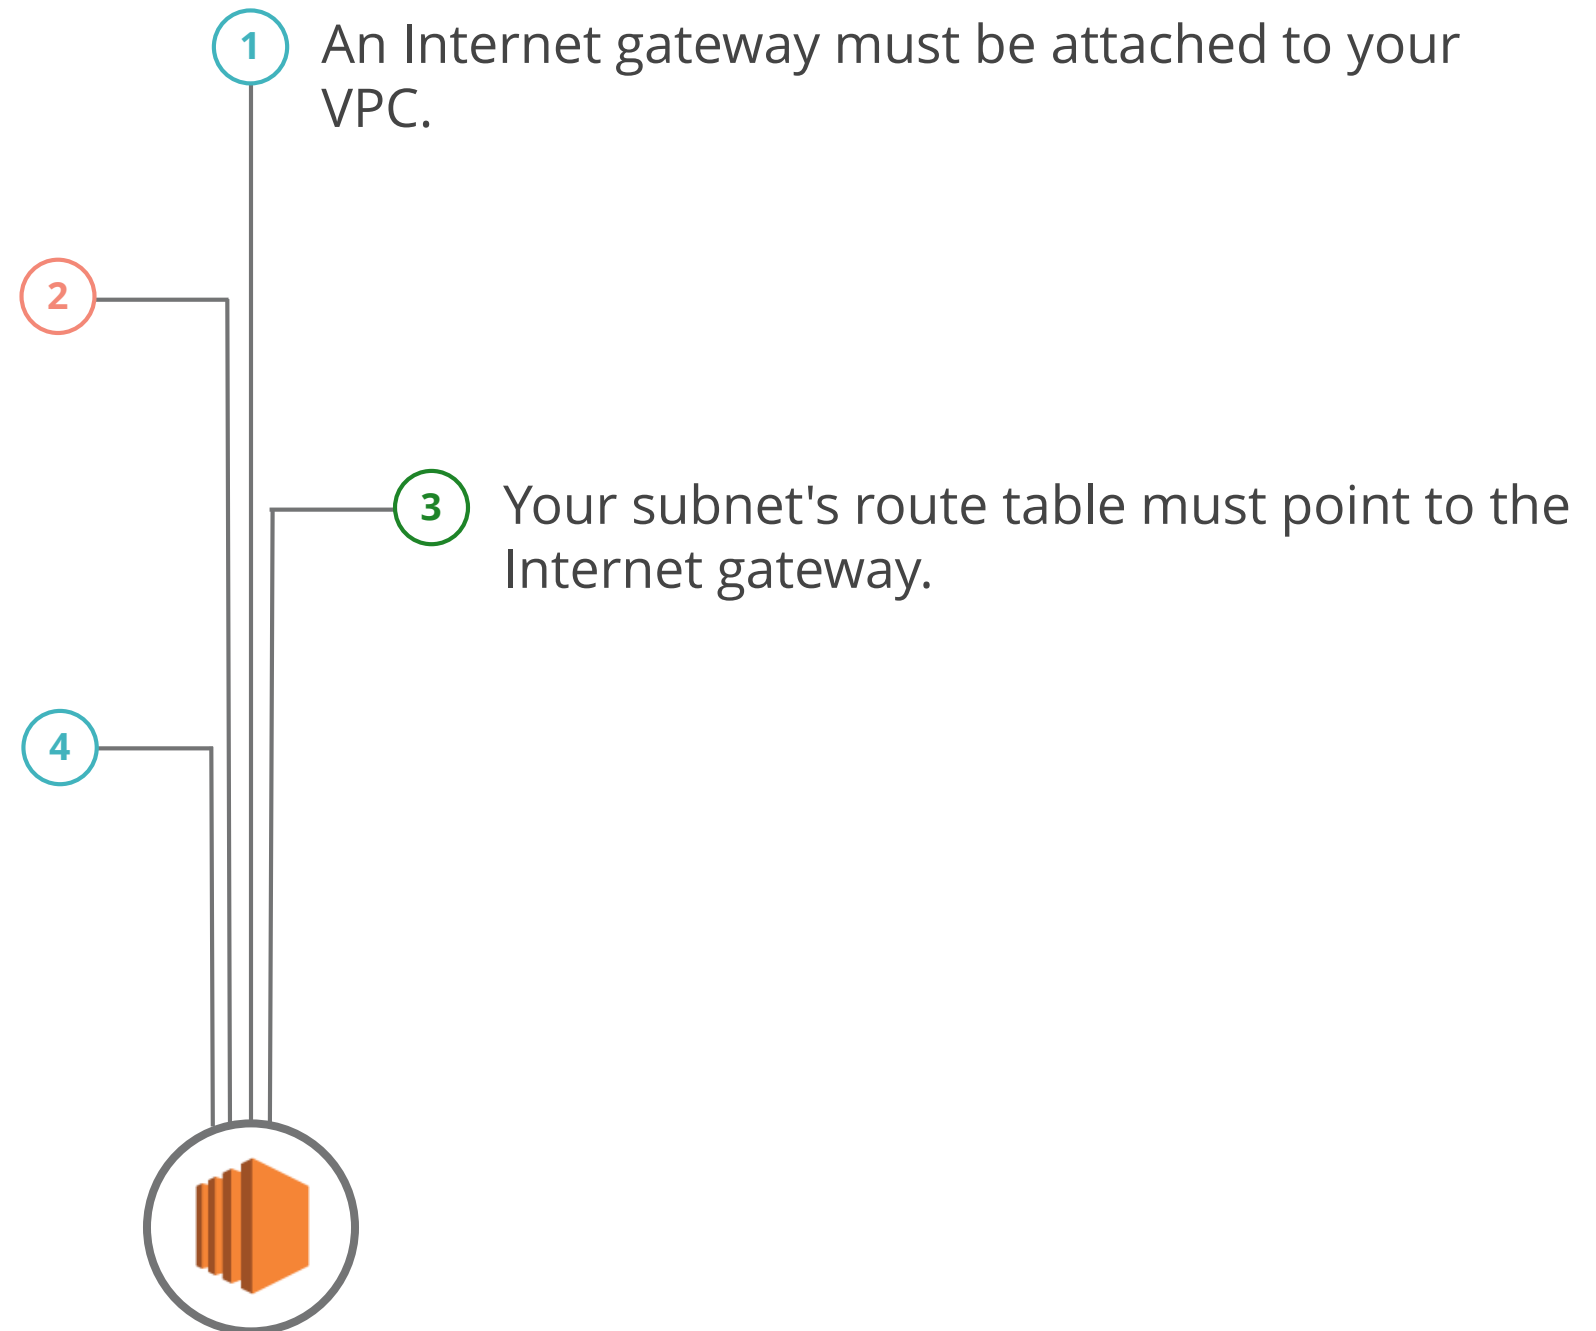 1
An Internet gateway must be attached to your
VPC.
2
3
Your subnet's route table must point to the
Internet gateway.
4